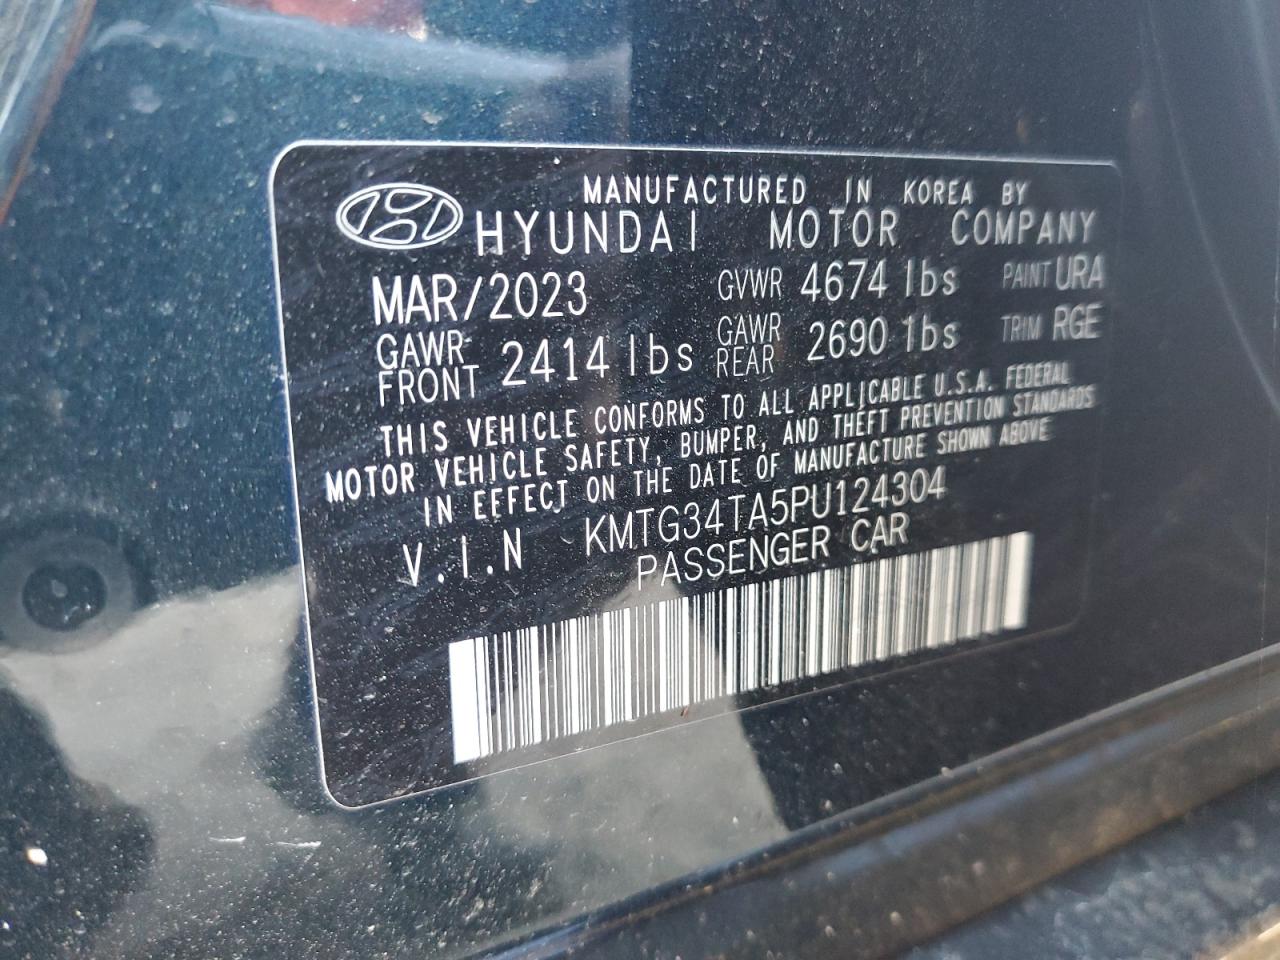 MANUFACTURED IN KOREA BY
HYUNDAI MOTOR COMPANY
MAR/2023 GVWR 4674 lbs PAINT URA
GAWR FRONT 2414 lbs GAWR REAR 2690 lbs TRIM RGE
THIS VEHICLE CONFORMS TO ALL APPLICABLE U.S.A. FEDERAL
MOTOR VEHICLE SAFETY, BUMPER, AND THEFT PREVENTION STANDARDS
IN EFFECT ON THE DATE OF MANUFACTURE SHOWN ABOVE
V.I.N KMTG34TA5PU124304
PASSENGER CAR